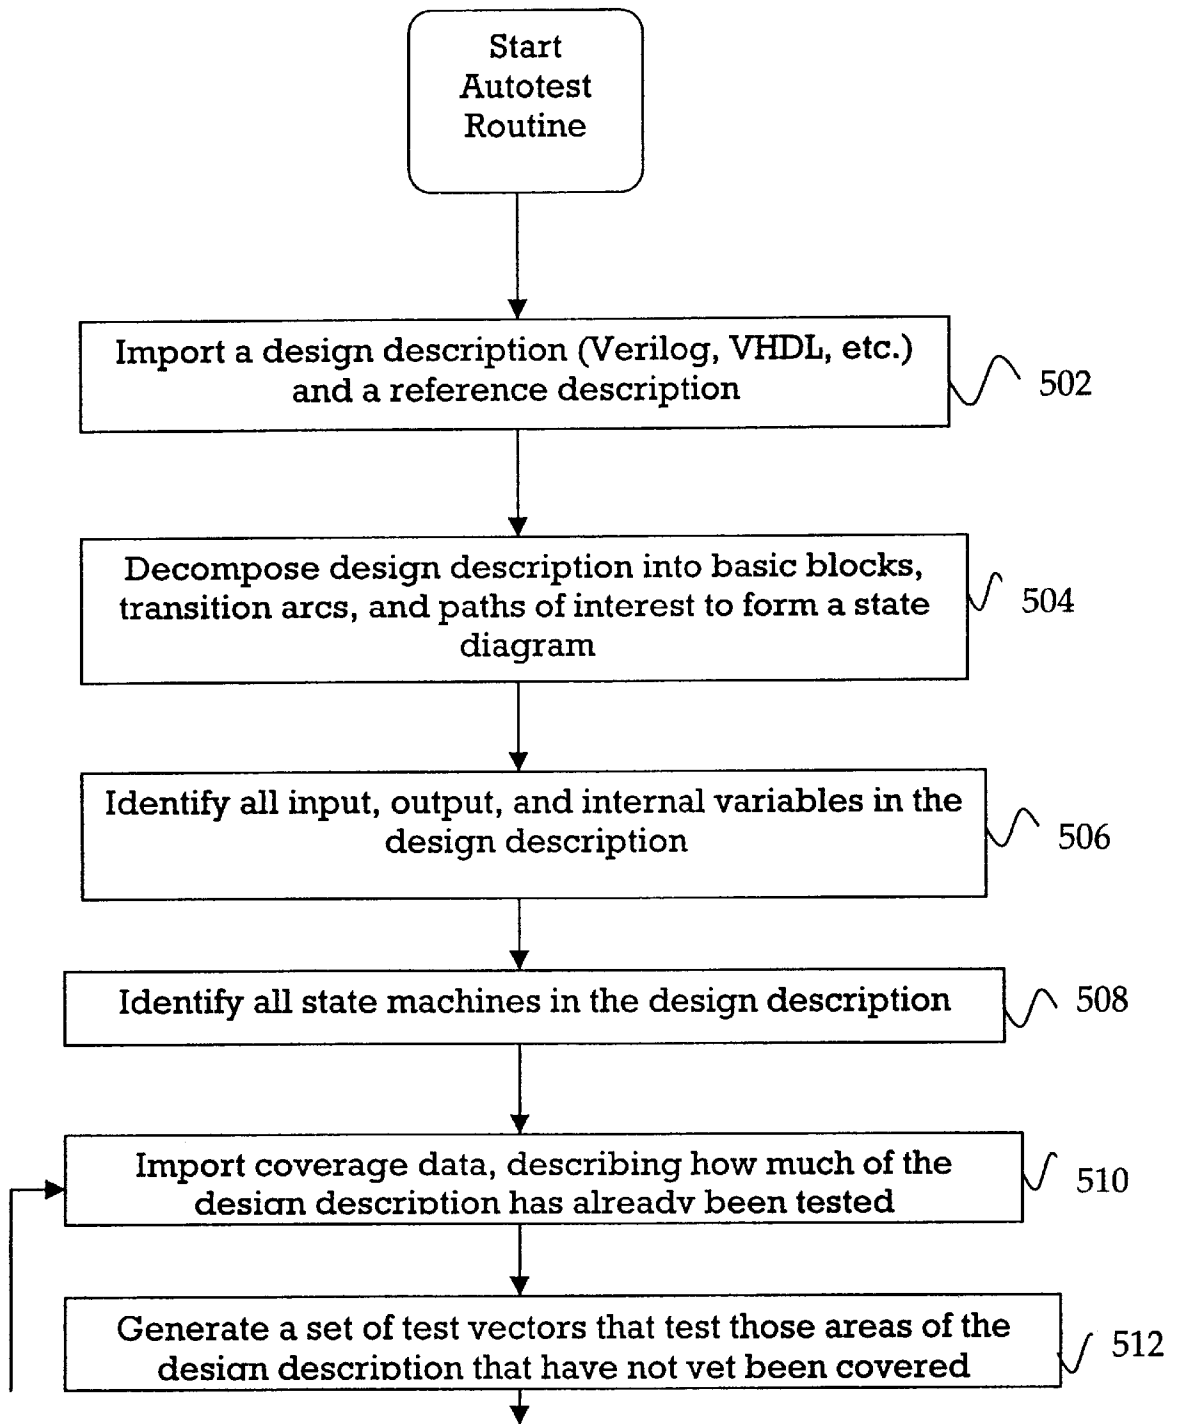 Start
Autotest
Routine
Import a design description (Verilog, VHDL, etc.)
and a reference description
502
Decompose design description into basic blocks,
transition arcs, and paths of interest to form a state
diagram
504
Identify all input, output, and internal variables in the
design description
506
Identify all state machines in the design description
508
Import coverage data, describing how much of the
design description has already been tested
510
Generate a set of test vectors that test those areas of the
design description that have not yet been covered
512